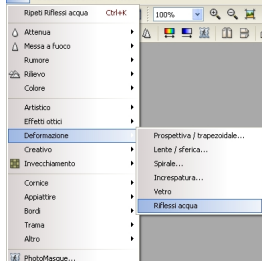 Ripeti Riflessi acqua Ctrl+K
100%
Attenua
Messa a fuoco
Rumore
Rilievo
Colore
Artistico
Effetti ottici
Deformazione
Prospettiva / trapezoidale...
Creativo
Lente / sferica...
Invecchiamento
Spirale...
Increspatura...
Cornice
Vetro
Appiattire
Riflessi acqua
Bordi
Trama
Altro
PhotoMasque...